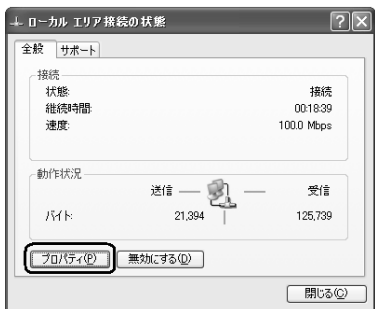 ローカル エリア接続の状態
全般 サポート
接続
状態: 接続
継続時間: 00:18:39
速度: 100.0 Mbps
動作状況
送信 受信
バイト: 21,394 125,739
プロパティ(P) 無効にする(D)
閉じる(C)